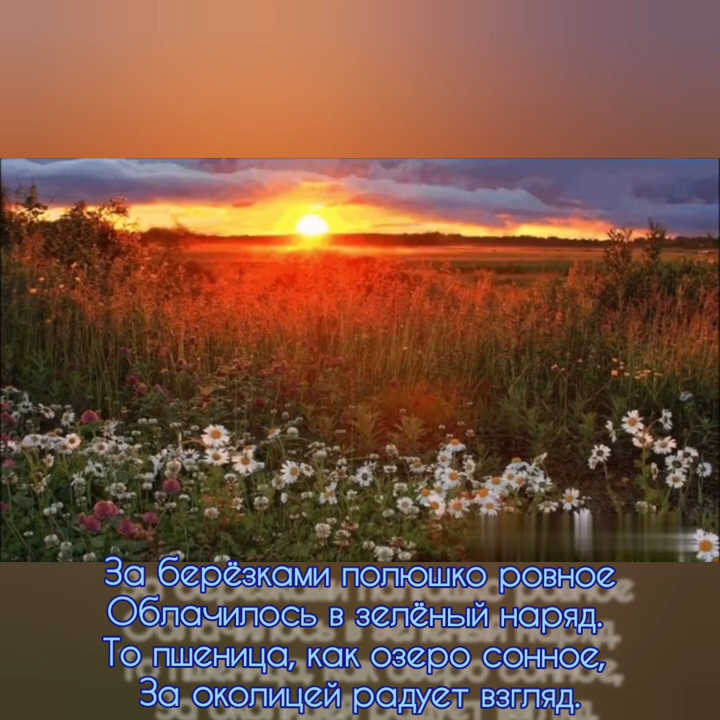 За берёзками полюшко ровное
Облачилось в зелёный наряд.
То пшеница, как озеро сонное,
За околицей радует взгляд.